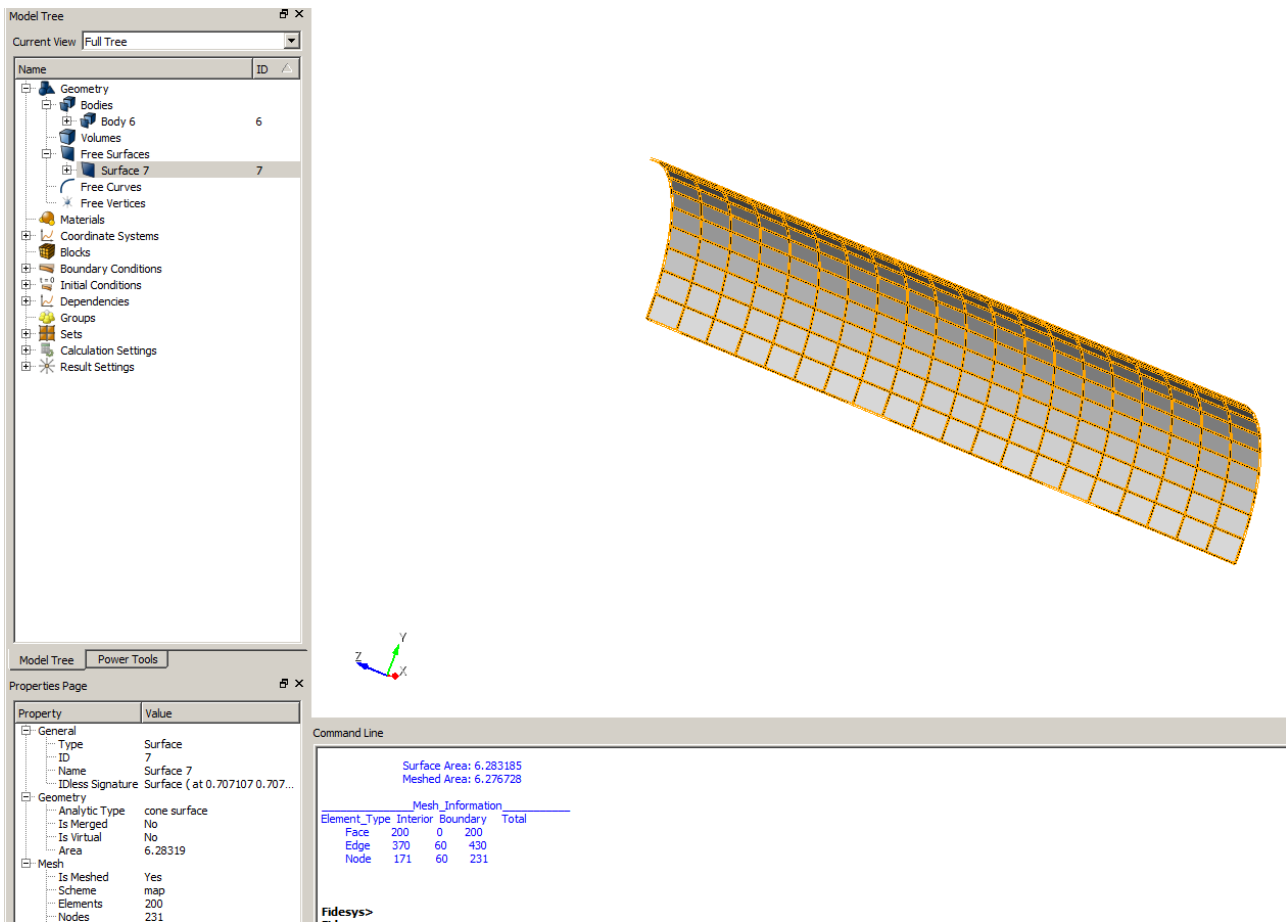 Model Tree
Current View Full Tree
Name ID
Geometry
Bodies
Body 6 6
Volumes
Free Surfaces
Surface 7 7
Free Curves
Free Vertices
Materials
Coordinate Systems
Blocks
Boundary Conditions
Initial Conditions
Dependencies
Groups
Sets
Calculation Settings
Result Settings
Y
Z
X
Model Tree Power Tools
Properties Page
Property Value
General
Type Surface
ID 7
Name Surface 7
IDless Signature Surface ( at 0.707107 0.707...
Geometry
Analytic Type cone surface
Is Merged No
Is Virtual No
Area 6.28319
Mesh
Is Meshed Yes
Scheme map
Elements 200
Nodes 231
Command Line
Surface Area: 6.283185
Meshed Area: 6.276728
Mesh_Information
Element_Type Interior Boundary Total
Face 200 0 200
Edge 370 60 430
Node 171 60 231
Fidesys>